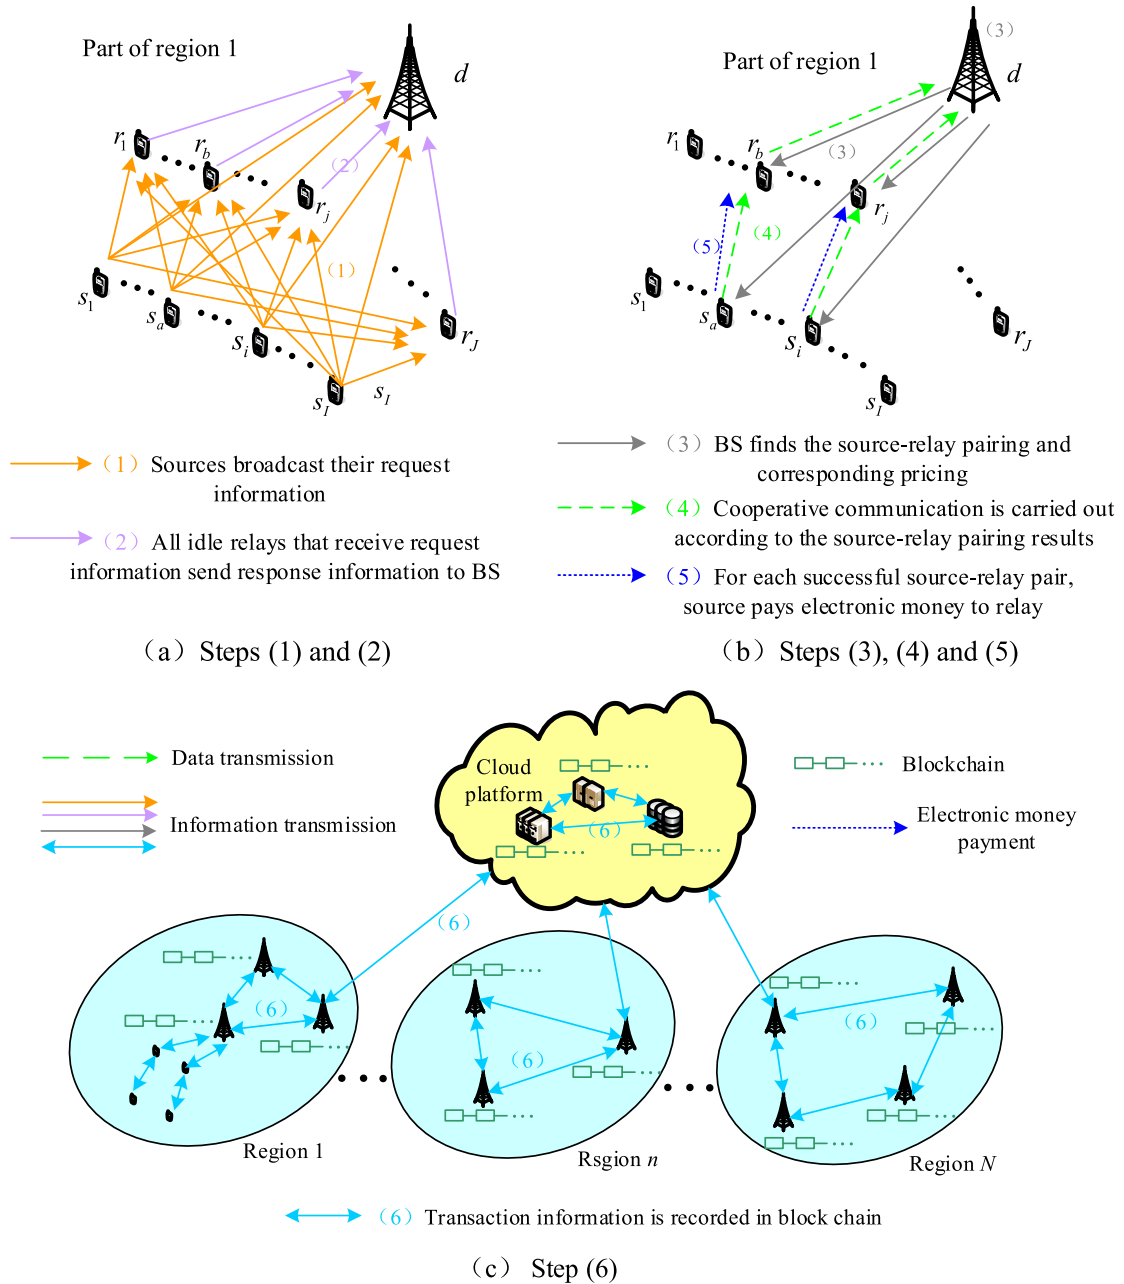 Part of region 1
d
r1
rb
(2)
rj
(1)
s1
sa
si
rJ
sI
sI
(1) Sources broadcast their request
information
(2) All idle relays that receive request
information send response information to BS
(a) Steps (1) and (2)
Part of region 1
(3)
d
r1
rb
(3)
rj
(5)
(4)
s1
sa
si
rJ
sI
(3) BS finds the source-relay pairing and
corresponding pricing
(4) Cooperative communication is carried out
according to the source-relay pairing results
(5) For each successful source-relay pair,
source pays electronic money to relay
(b) Steps (3), (4) and (5)
Data transmission
Information transmission
Cloud
platform
(6)
Blockchain
Electronic money
payment
(6)
(6)
(6)
(6)
Region 1
Rsgion n
Region N
(6) Transaction information is recorded in block chain
(c) Step (6)